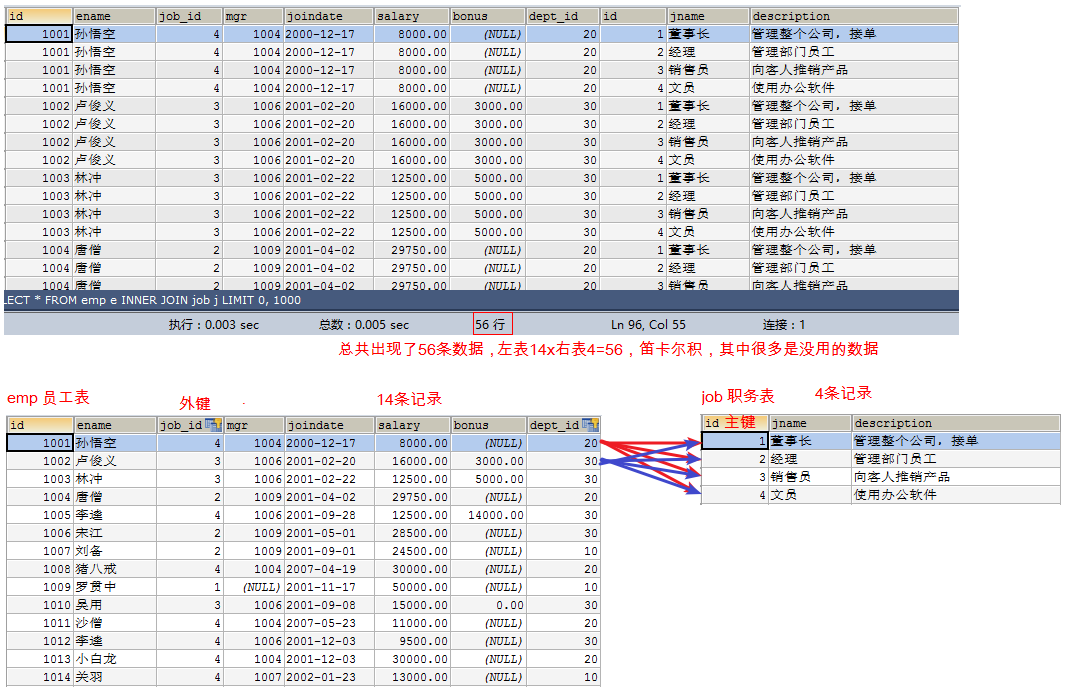 id ename job_id mgr joindate salary bonus dept_id id jname description
1001 孙悟空 4 1004 2000-12-17 8000.00 (NULL) 20 1 董事长 管理整个公司，接单
1001 孙悟空 4 1004 2000-12-17 8000.00 (NULL) 20 2 经理 管理部门员工
1001 孙悟空 4 1004 2000-12-17 8000.00 (NULL) 20 3 销售员 向客人推销产品
1001 孙悟空 4 1004 2000-12-17 8000.00 (NULL) 20 4 文员 使用办公软件
1002 卢俊义 3 1006 2001-02-20 16000.00 3000.00 30 1 董事长 管理整个公司，接单
1002 卢俊义 3 1006 2001-02-20 16000.00 3000.00 30 2 经理 管理部门员工
1002 卢俊义 3 1006 2001-02-20 16000.00 3000.00 30 3 销售员 向客人推销产品
1002 卢俊义 3 1006 2001-02-20 16000.00 3000.00 30 4 文员 使用办公软件
1003 林冲 3 1006 2001-02-22 12500.00 5000.00 30 1 董事长 管理整个公司，接单
1003 林冲 3 1006 2001-02-22 12500.00 5000.00 30 2 经理 管理部门员工
1003 林冲 3 1006 2001-02-22 12500.00 5000.00 30 3 销售员 向客人推销产品
1003 林冲 3 1006 2001-02-22 12500.00 5000.00 30 4 文员 使用办公软件
1004 唐僧 2 1009 2001-04-02 29750.00 (NULL) 20 1 董事长 管理整个公司，接单
1004 唐僧 2 1009 2001-04-02 29750.00 (NULL) 20 2 经理 管理部门员工
1004 唐僧 2 1009 2001-04-02 29750.00 (NULL) 20 3 销售员 向客人推销产品
LECT * FROM emp e INNER JOIN job j LIMIT 0, 1000
执行：0.003 sec 总数：0.005 sec 56 行 Ln 96, Col 55 连接：1
总共出现了56条数据，左表14x右表4=56，笛卡尔积，其中很多是没用的数据
emp 员工表 外键 14条记录 job 职务表 4条记录
id ename job_id mgr joindate salary bonus dept_id
1001 孙悟空 4 1004 2000-12-17 8000.00 (NULL) 20
1002 卢俊义 3 1006 2001-02-20 16000.00 3000.00 30
1003 林冲 3 1006 2001-02-22 12500.00 5000.00 30
1004 唐僧 2 1009 2001-04-02 29750.00 (NULL) 20
1005 李逵 4 1006 2001-09-28 12500.00 14000.00 30
1006 宋江 2 1009 2001-05-01 28500.00 (NULL) 30
1007 刘备 2 1009 2001-09-01 24500.00 (NULL) 10
1008 猪八戒 4 1004 2007-04-19 30000.00 (NULL) 20
1009 罗贯中 1 (NULL) 2001-11-17 50000.00 (NULL) 10
1010 吴用 3 1006 2001-09-08 15000.00 0.00 30
1011 沙僧 4 1004 2007-05-23 11000.00 (NULL) 20
1012 李逵 4 1006 2001-12-03 9500.00 (NULL) 30
1013 小白龙 4 1004 2001-12-03 30000.00 (NULL) 20
1014 关羽 4 1007 2002-01-23 13000.00 (NULL) 10
id 主键 jname description
1 董事长 管理整个公司，接单
2 经理 管理部门员工
3 销售员 向客人推销产品
4 文员 使用办公软件